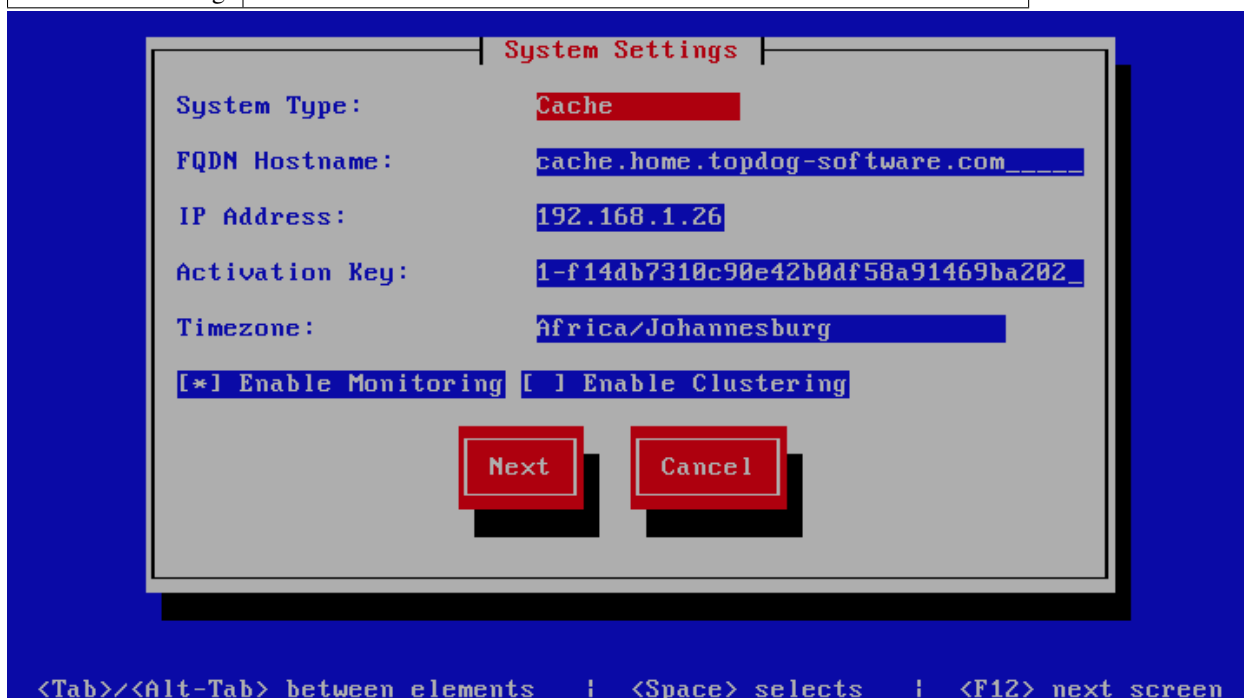 System Settings
System Type: Cache
FQDN Hostname: cache.home.topdog-software.com_____
IP Address: 192.168.1.26
Activation Key: 1-f14db7310c90e42b0df58a91469ba202_
Timezone: Africa/Johannesburg
[*] Enable Monitoring [ ] Enable Clustering
Next Cancel
<Tab>/<Alt-Tab> between elements | <Space> selects | <F12> next screen